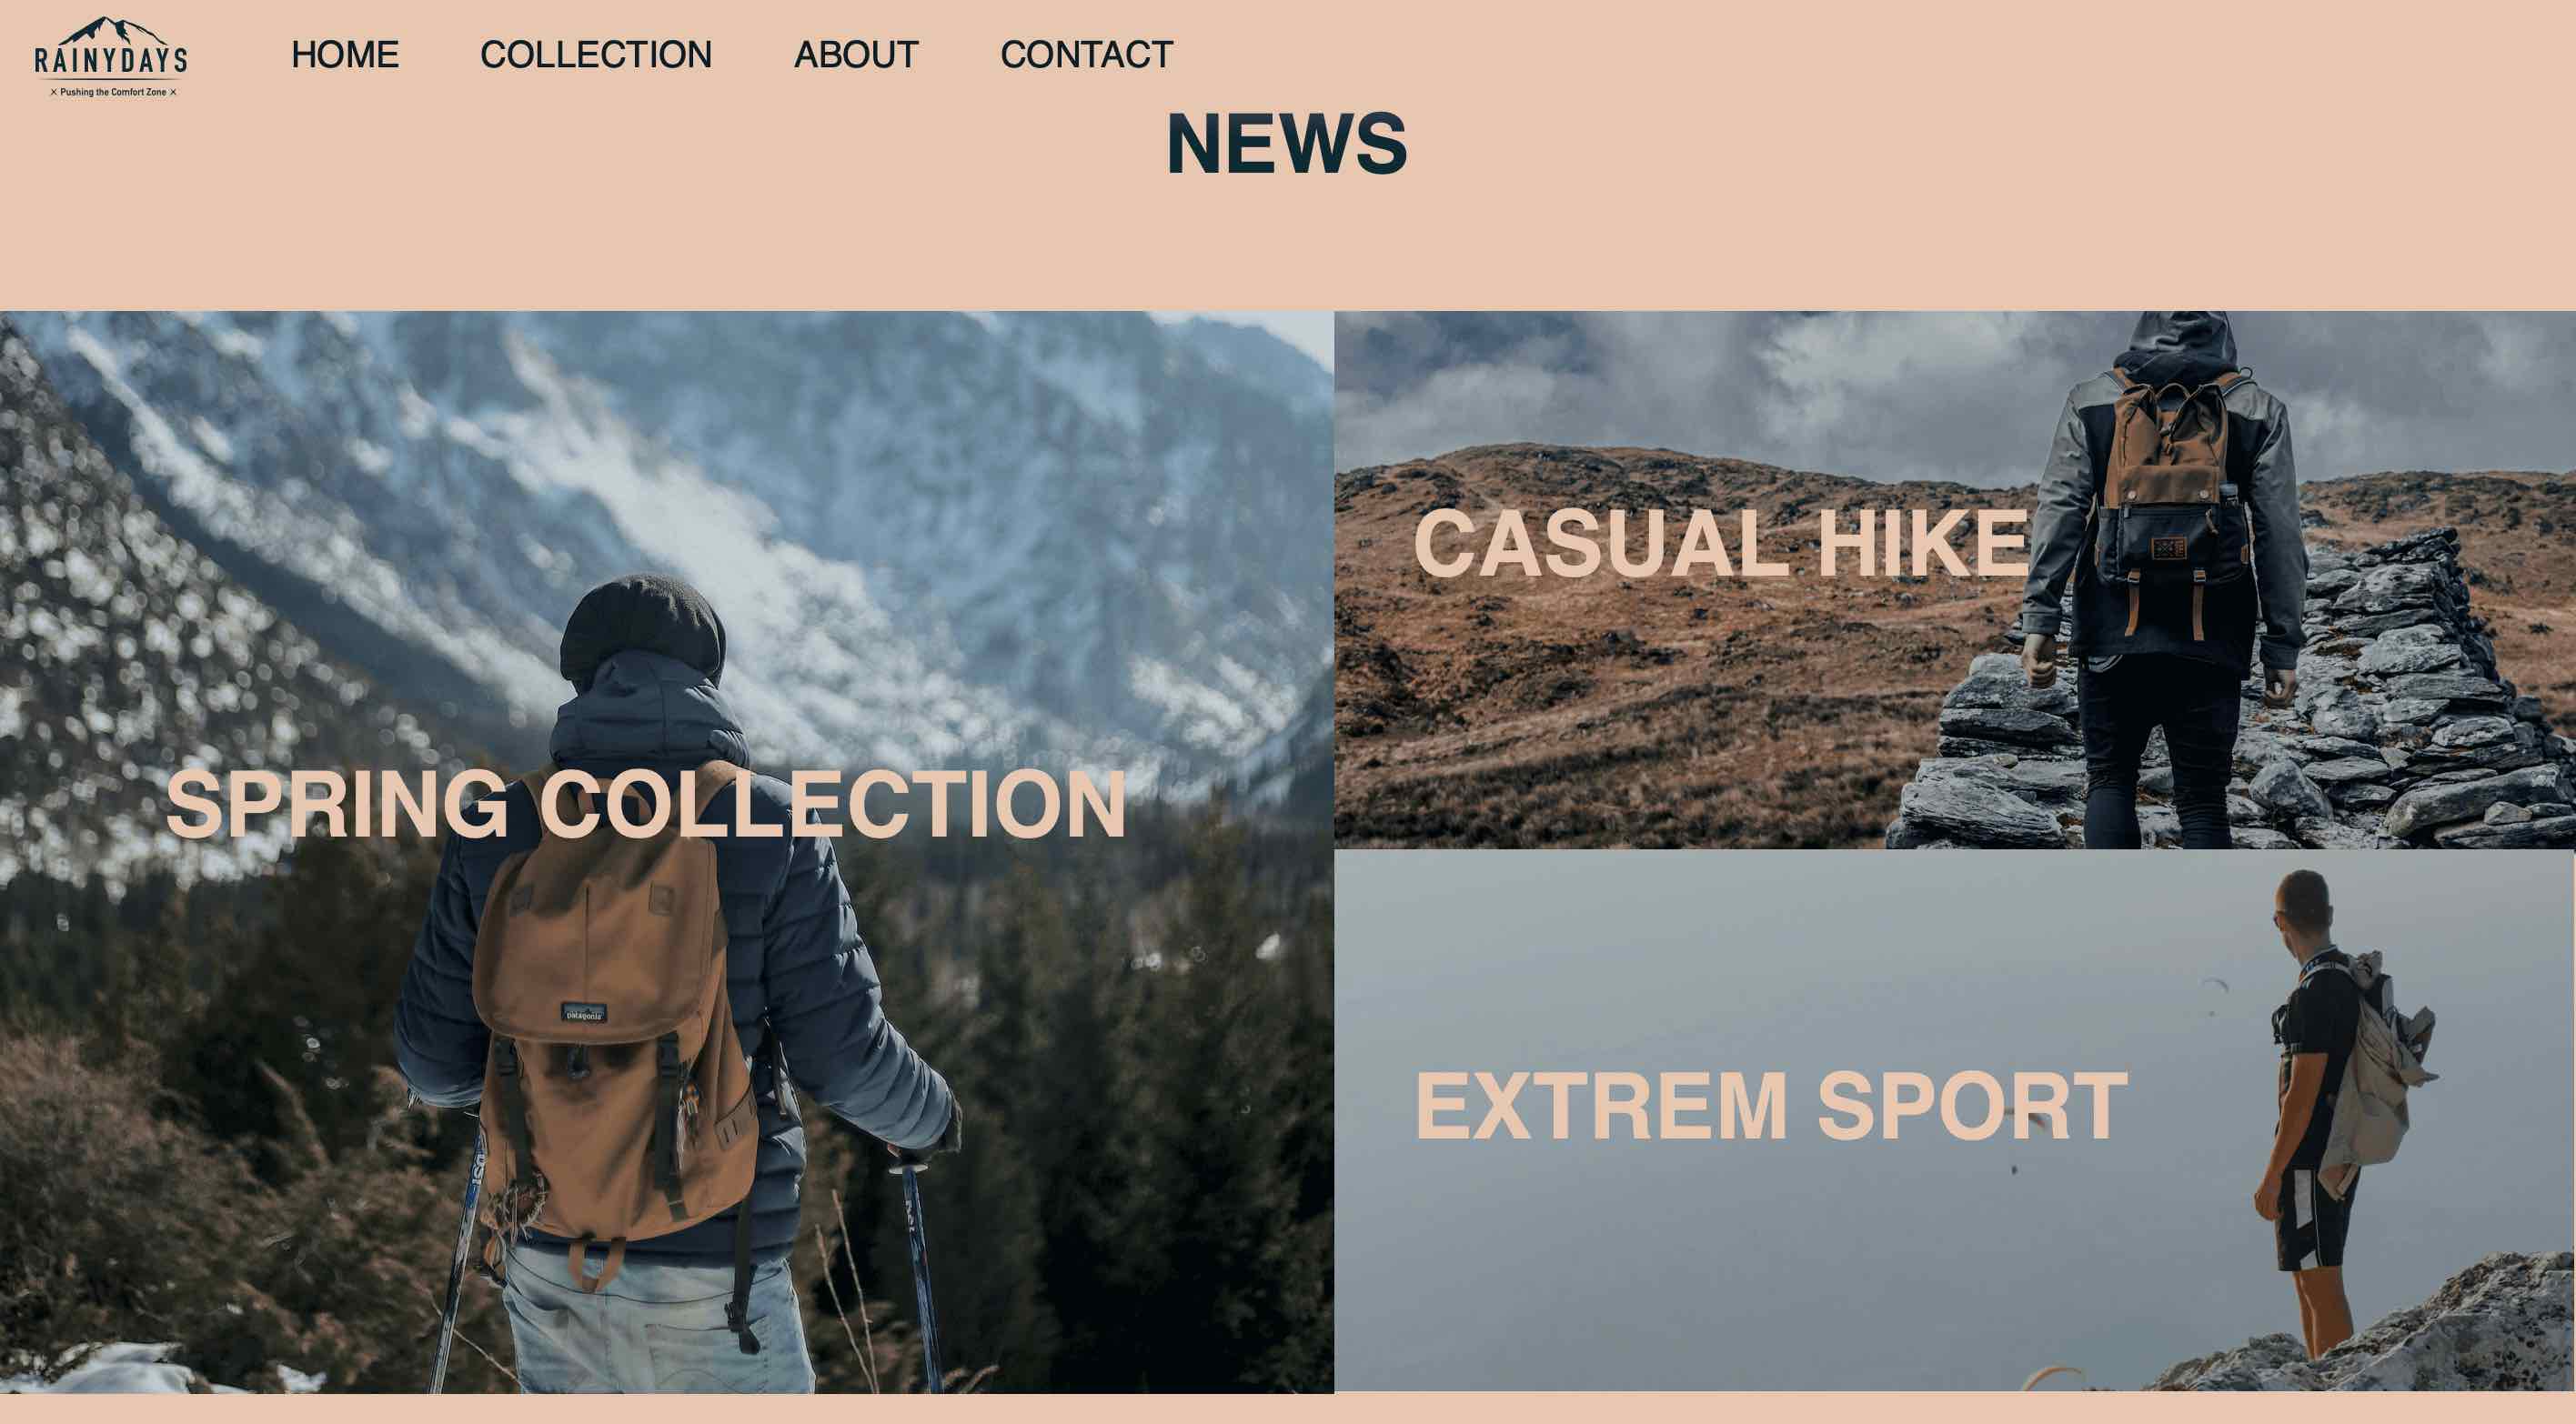 RAINYDAYS
× Pushing the Comfort Zone ×
HOME COLLECTION ABOUT CONTACT
NEWS
SPRING COLLECTION
patagonia
CASUAL HIKE
EXTREM SPORT